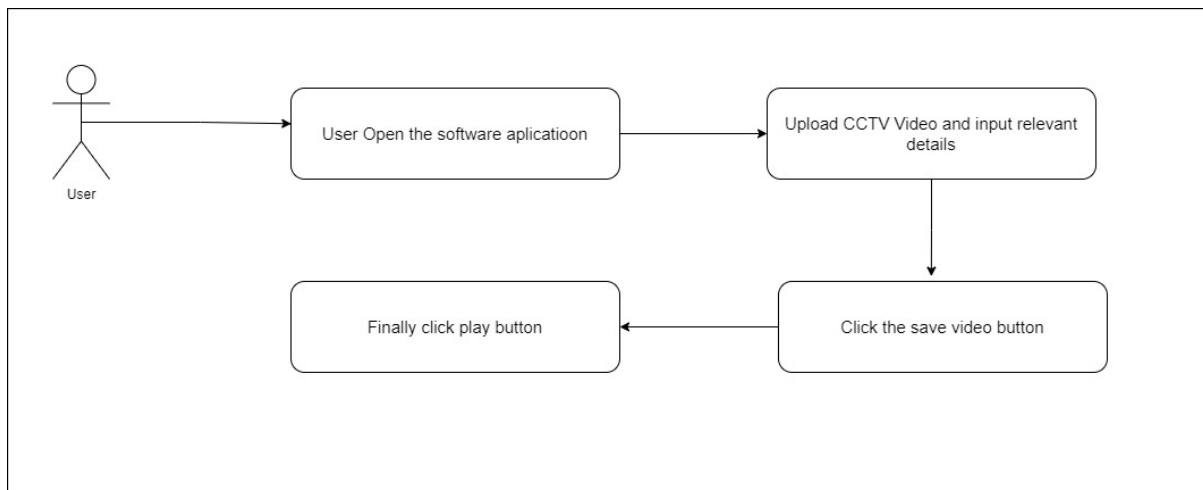 User Open the software aplicatioon
Upload CCTV Video and input relevant
details
User
Finally click play button
Click the save video button